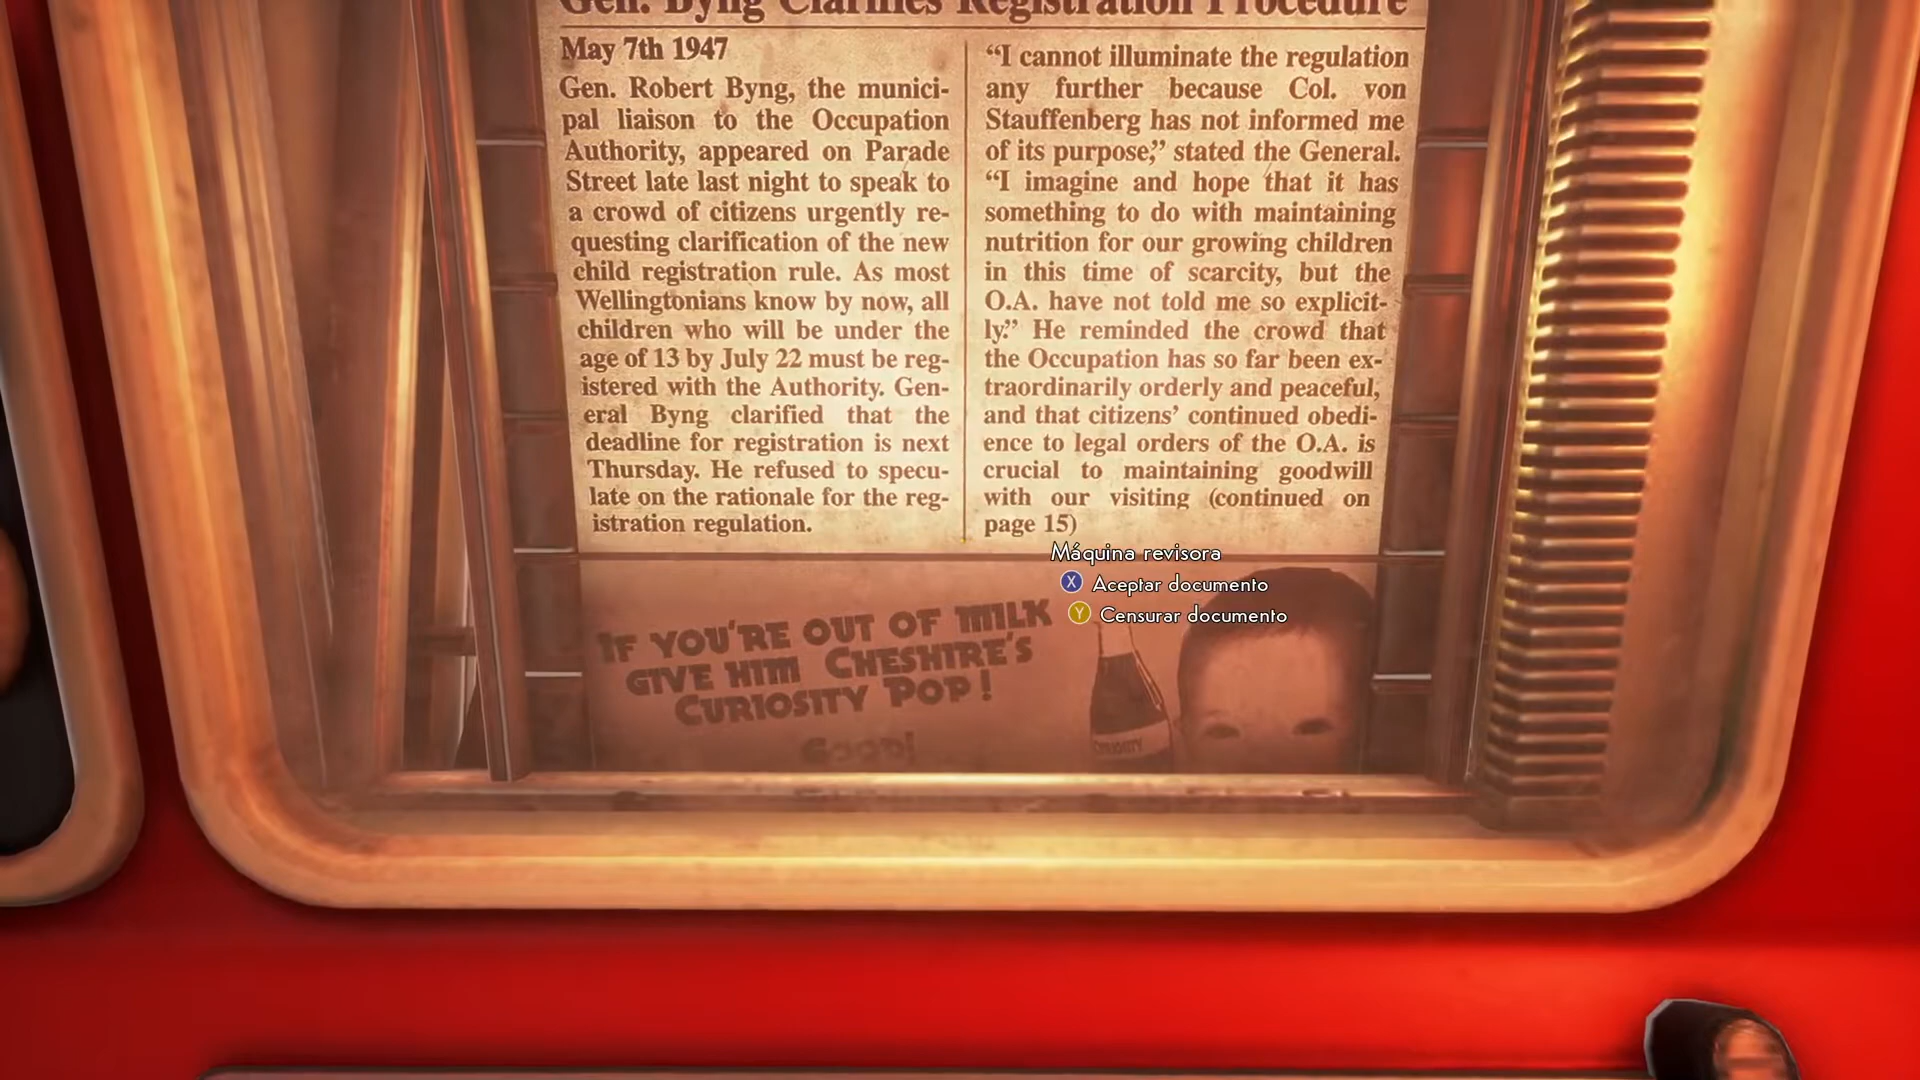 Gen. Byng Clarifies Registration Procedure
May 7th 1947
Gen. Robert Byng, the munici-
pal liaison to the Occupation
Authority, appeared on Parade
Street late last night to speak to
a crowd of citizens urgently re-
questing clarification of the new
child registration rule. As most
Wellingtonians know by now, all
children who will be under the
age of 13 by July 22 must be reg-
istered with the Authority. Gen-
eral Byng clarified that the
deadline for registration is next
Thursday. He refused to specu-
late on the rationale for the reg-
istration regulation.
“I cannot illuminate the regulation
any further because Col. von
Stauffenberg has not informed me
of its purpose,” stated the General.
“I imagine and hope that it has
something to do with maintaining
nutrition for our growing children
in this time of scarcity, but the
O.A. have not told me so explicit-
ly.” He reminded the crowd that
the Occupation has so far been ex-
traordinarily orderly and peaceful,
and that citizens’ continued obedi-
ence to legal orders of the O.A. is
crucial to maintaining goodwill
with our visiting (continued on
page 15)
Máquina revisora
X Aceptar documento
Y Censurar documento
IF YOU'RE OUT OF MILK
GIVE HIM CHESHIRE'S
CURIOSITY POP!
GOOD!
CURIOSITY